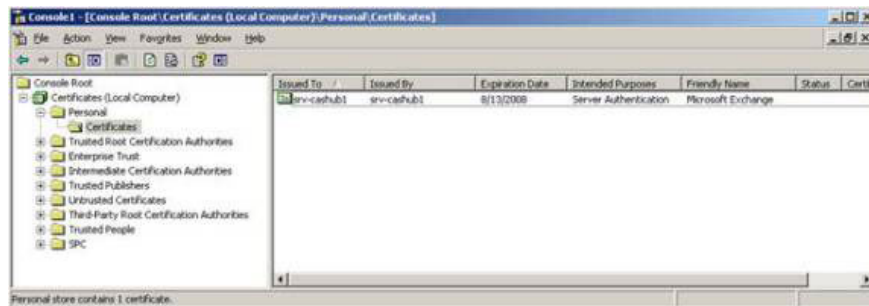 Console1 - [Console Root\Certificates (Local Computer)\Personal\Certificates]
File Action View Favorites Window Help
Console Root
Certificates (Local Computer)
Personal
Certificates
Trusted Root Certification Authorities
Enterprise Trust
Intermediate Certification Authorities
Trusted Publishers
Untrusted Certificates
Third-Party Root Certification Authorities
Trusted People
SPC
Issued To Issued By Expiration Date Intended Purposes Friendly Name Status Certi
srv-cashub1 srv-cashub1 8/13/2008 Server Authentication Microsoft Exchange
Personal store contains 1 certificate.